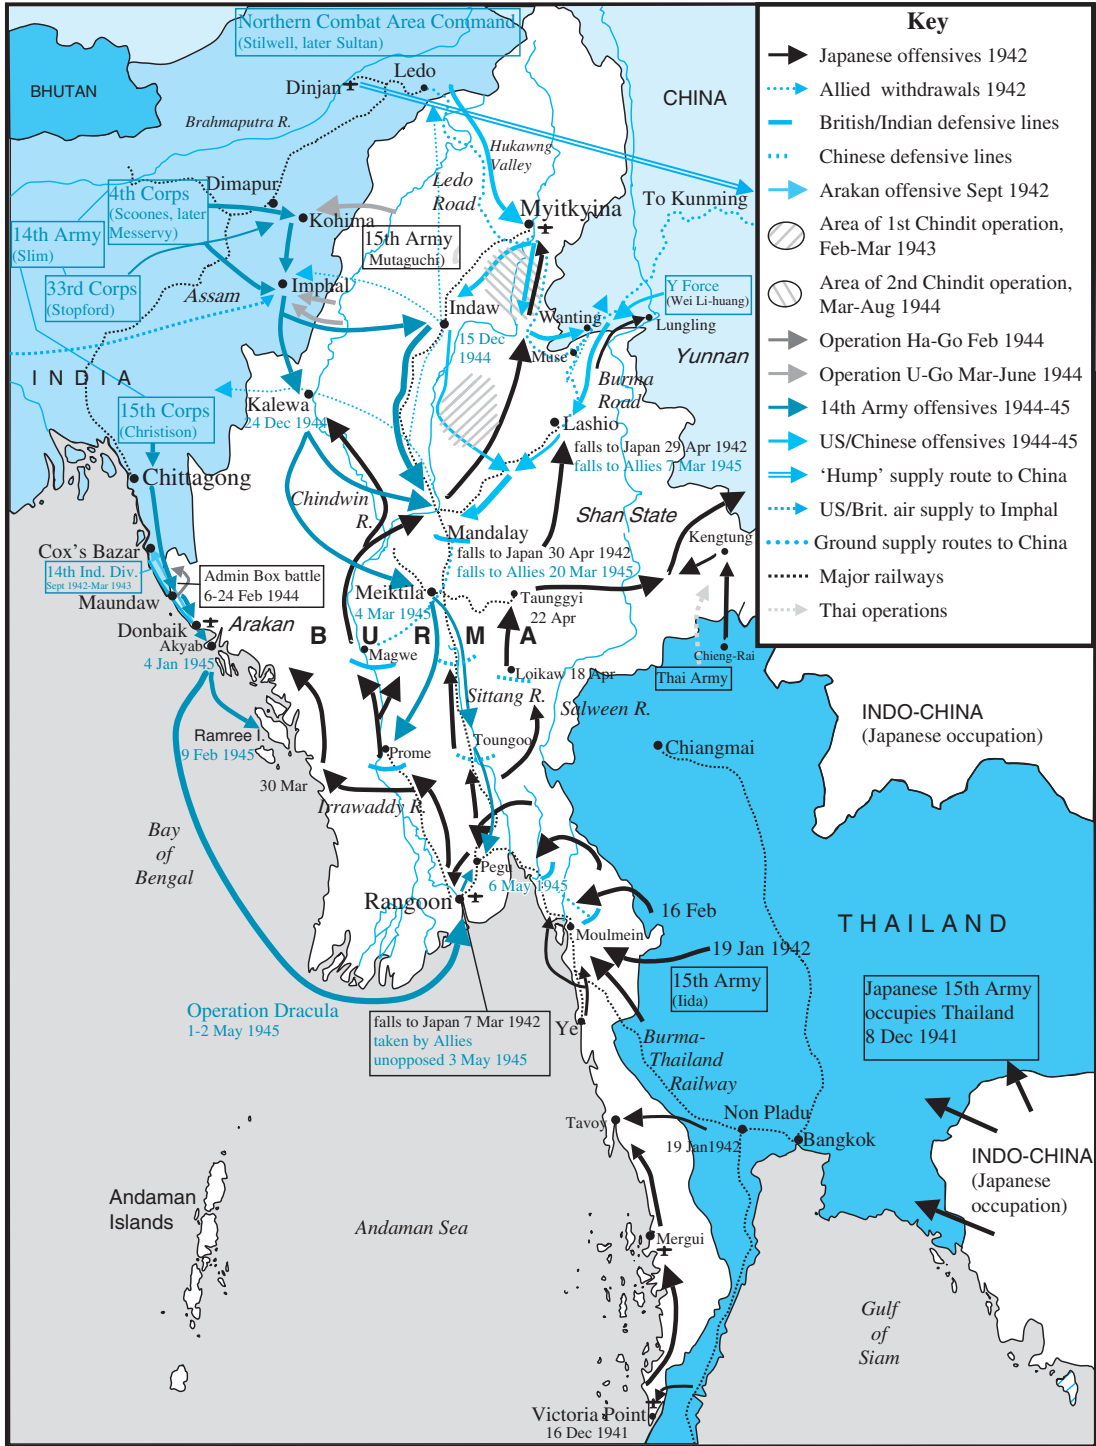 Northern Combat Area Command
(Stilwell, later Sultan)
Key
Japanese offensives 1942
Allied withdrawals 1942
British/Indian defensive lines
Chinese defensive lines
Arakan offensive Sept 1942
Area of 1st Chindit operation,
Feb-Mar 1943
Area of 2nd Chindit operation,
Mar-Aug 1944
Operation Ha-Go Feb 1944
Operation U-Go Mar-June 1944
14th Army offensives 1944-45
US/Chinese offensives 1944-45
‘Hump’ supply route to China
US/Brit. air supply to Imphal
Ground supply routes to China
Major railways
Thai operations
BHUTAN
Dinjan
Ledo
CHINA
Brahmaputra R.
Hukawng
Valley
Ledo
Road
Dimapur
4th Corps
(Scoones, later
Messervy)
Kohima
Myitkyina
To Kunming
14th Army
(Slim)
15th Army
(Mutaguchi)
33rd Corps
(Stopford)
Assam
Imphal
Y Force
(Wei Li-huang)
Indaw
Wanting
Lungling
15 Dec
1944
Muse
Yunnan
INDIA
Burma
Road
Kalewa
24 Dec 1944
15th Corps
(Christison)
Lashio
falls to Japan 29 Apr 1942
falls to Allies 7 Mar 1945
Chittagong
Chindwin
R.
Shan State
Mandalay
falls to Japan 30 Apr 1942
falls to Allies 20 Mar 1945
Kengtung
Cox’s Bazar
14th Ind. Div.
Sept 1942-Mar 1943
Admin Box battle
6-24 Feb 1944
Maundaw
Meiktila
4 Mar 1945
Taunggyi
22 Apr
Donbaik
Arakan
Akyab
4 Jan 1945
BURMA
Magwe
Chieng-Rai
Loikaw 18 Apr
Thai Army
Sittang R.
Salween R.
INDO-CHINA
(Japanese occupation)
Ramree I.
9 Feb 1945
Toungoo
Prome
Chiangmai
30 Mar
Irrawaddy R.
Bay
of
Bengal
Pegu
6 May 1945
Rangoon
16 Feb
THAILAND
Moulmein
19 Jan 1942
15th Army
(Iida)
Japanese 15th Army
occupies Thailand
8 Dec 1941
Operation Dracula
1-2 May 1945
falls to Japan 7 Mar 1942
taken by Allies
unopposed 3 May 1945
Ye
Burma-
Thailand
Railway
Non Pladu
Tavoy
19 Jan1942
Bangkok
INDO-CHINA
(Japanese
occupation)
Andaman
Islands
Andaman Sea
Mergui
Gulf
of
Siam
Victoria Point
16 Dec 1941